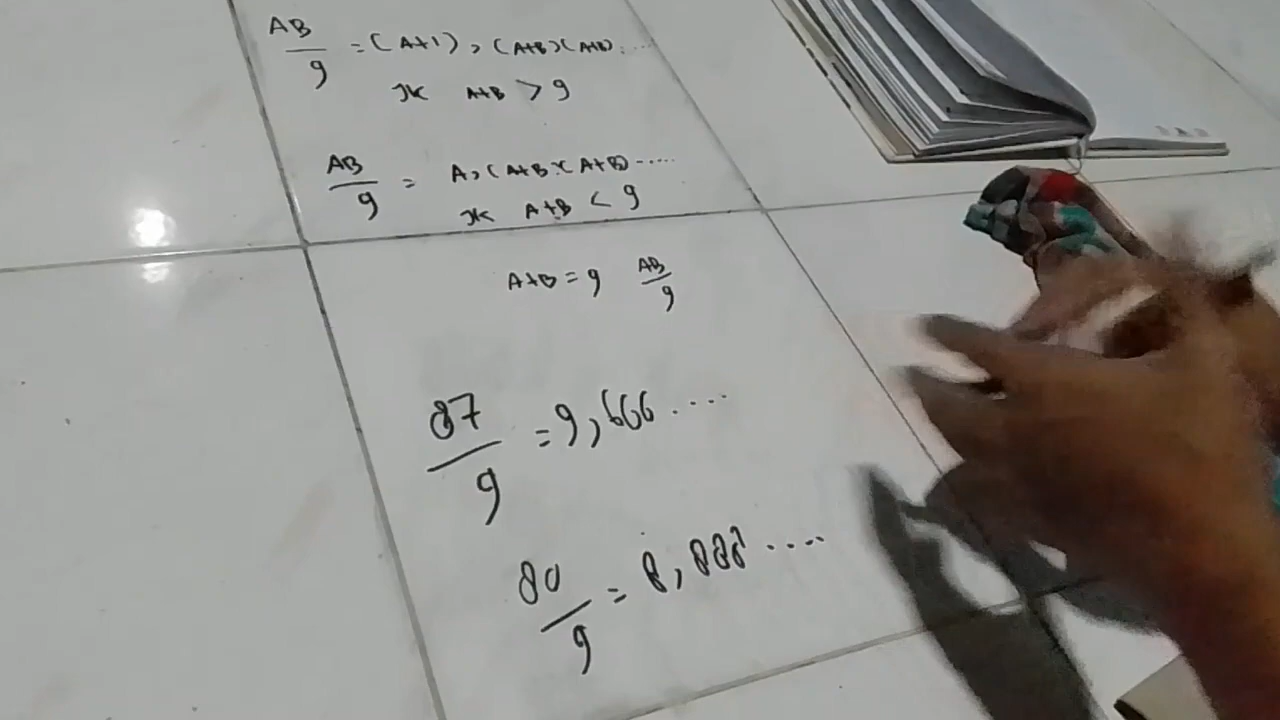 AB/9 = (A+1), (A+B)(A+B)....
JK A+B > 9
AB/9 = A, (A+B)(A+B).....
JK A+B < 9
A+B = 9 AB/9
87/9 = 9,666....
80/9 = 8,888....